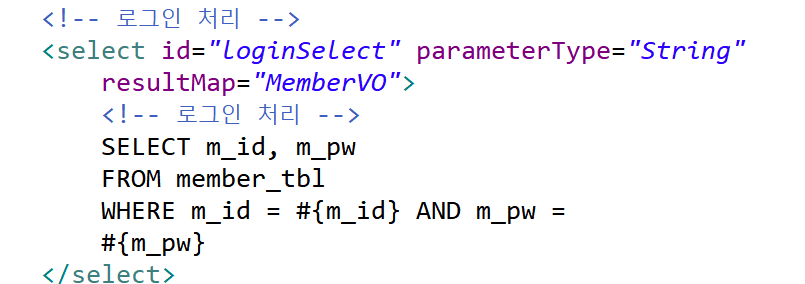 <!-- 로그인 처리 -->
<select id="loginSelect" parameterType="String"
resultMap="MemberVO">
<!-- 로그인 처리 -->
SELECT m_id, m_pw
FROM member_tbl
WHERE m_id = #{m_id} AND m_pw =
#{m_pw}
</select>